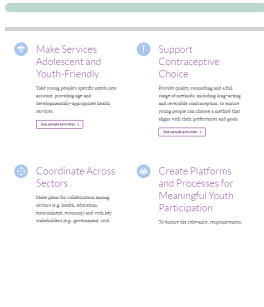 Make Services
Adolescent and
Youth-Friendly
Take young people's specific needs into
account, providing age and
developmentally-appropriate health
services.
See sample activities >
Support
Contraceptive
Choice
Provide quality counseling and a full
range of methods, including long-acting
and reversible contraception, to ensure
young people can choose a method that
aligns with their preferences and goals.
See sample activities >
Coordinate Across
Sectors
Make plans for collaboration among
sectors (e.g. health, education,
environment, economy) and with key
stakeholders (e.g., government, civil
Create Platforms
and Processes for
Meaningful Youth
Participation
To ensure the relevance, responsiveness,